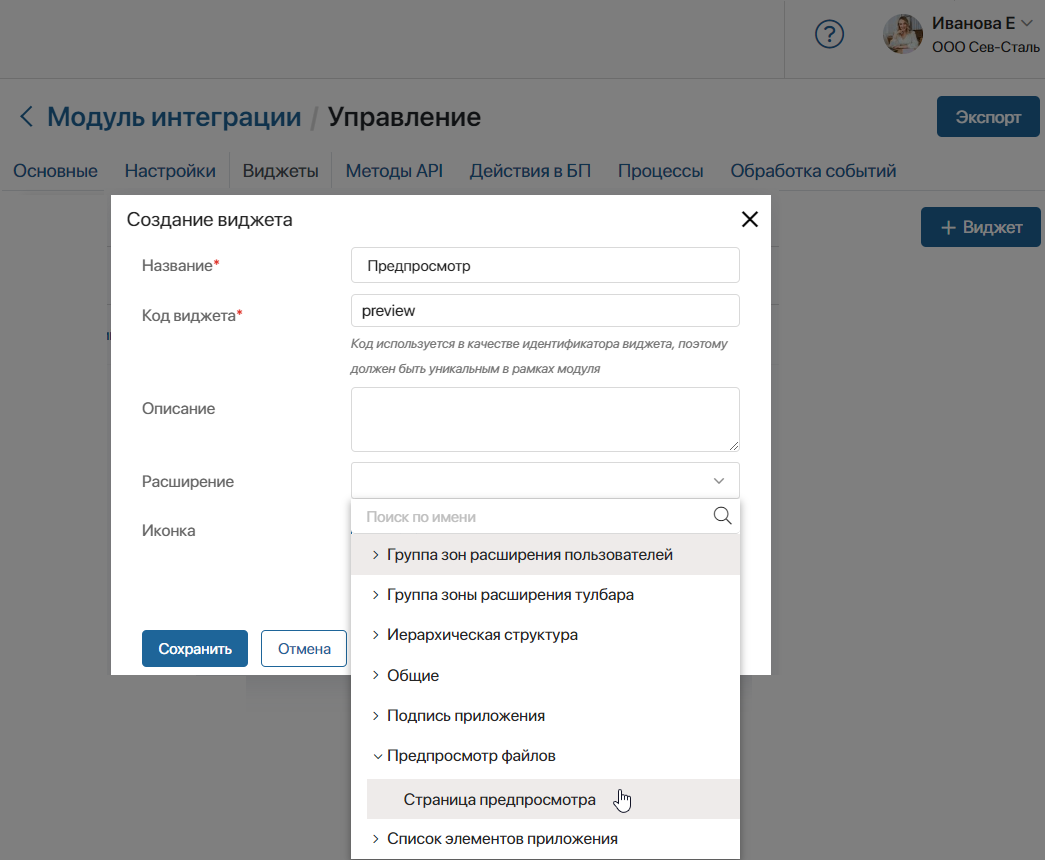 Иванова Е
ООО Сев-Сталь
Модуль интеграции / Управление
Экспорт
Основные Настройки Виджеты Методы API Действия в БП Процессы Обработка событий
+ Виджет
Создание виджета
Название*
Предпросмотр
Код виджета*
preview
Код используется в качестве идентификатора виджета, поэтому
должен быть уникальным в рамках модуля
Описание
Расширение
Поиск по имени
Иконка
Группа зон расширения пользователей
Группа зоны расширения тулбара
Иерархическая структура
Сохранить Отмена
Общие
Подпись приложения
Предпросмотр файлов
Страница предпросмотра
Список элементов приложения